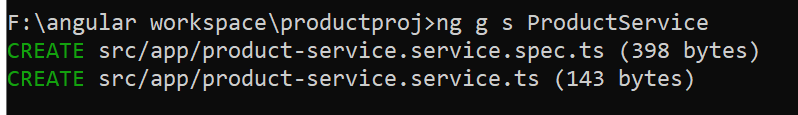 F:\angular workspace\productproj>ng g s ProductService
CREATE src/app/product-service.service.spec.ts (398 bytes)
CREATE src/app/product-service.service.ts (143 bytes)